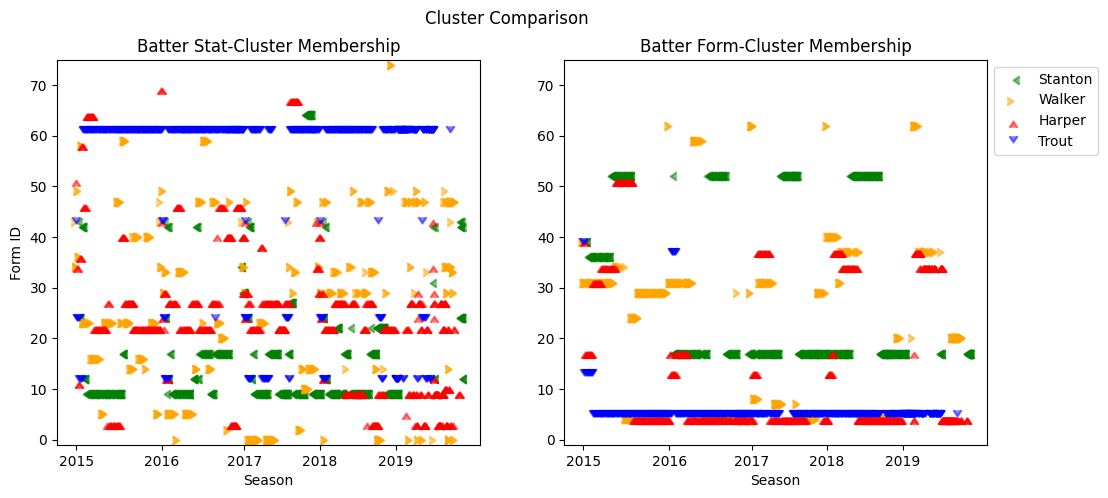 Cluster Comparison
Batter Stat-Cluster Membership
Form ID
70
60
50
40
30
20
10
0
2015 2016 2017 2018 2019
Season
Batter Form-Cluster Membership
70
60
50
40
30
20
10
0
2015 2016 2017 2018 2019
Season
Stanton
Walker
Harper
Trout